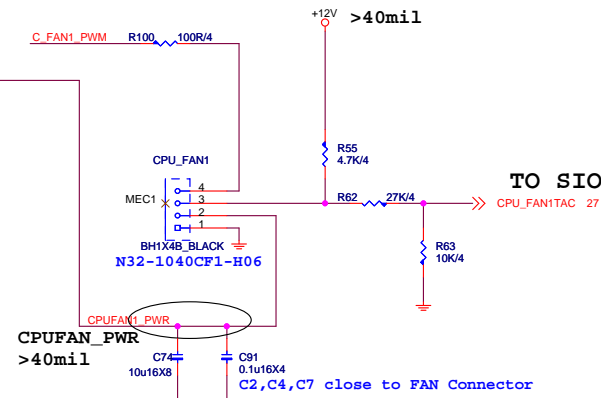 +12V >40mil
C_FAN1_PWM R100 100R/4
R55
4.7K/4
CPU_FAN1
TO SIO
MEC1 4
3
2
1
R62 27K/4
CPU_FAN1TAC 27
BH1X4B_BLACK
N32-1040CF1-H06
R63
10K/4
CPUFAN1_PWR
CPUFAN_PWR
>40mil
C74
10u16X8
C91
0.1u16X4
C2,C4,C7 close to FAN Connector